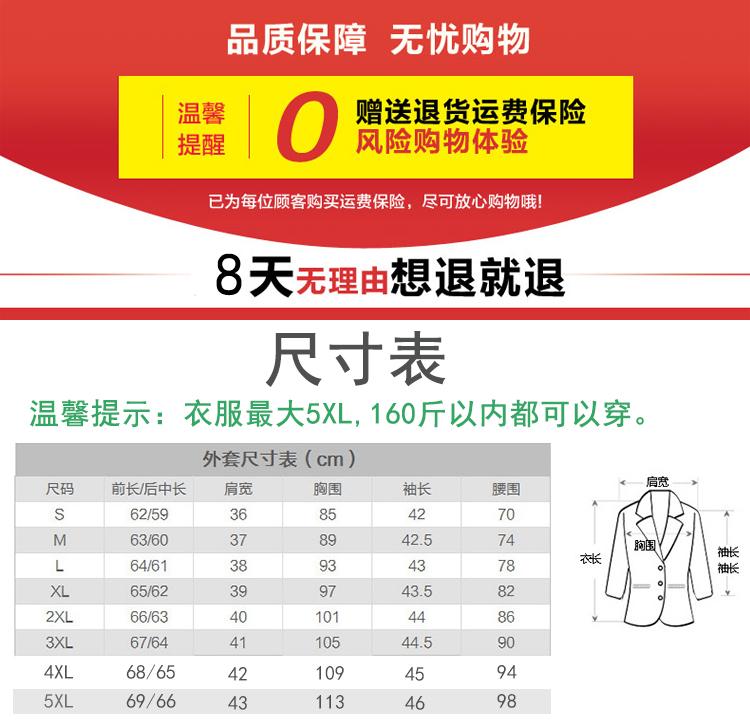 品质保障 无忧购物
温馨
提醒
0
赠送退货运费保险
风险购物体验
已为每位顾客购买运费保险，尽可放心购物哦!
8天无理由想退就退
尺寸表
温馨提示：衣服最大5XL,160斤以内都可以穿。
外套尺寸表（cm）
尺码 前长/后中长 肩宽 胸围 袖长 腰围
S 62/59 36 85 42 70
M 63/60 37 89 42.5 74
L 64/61 38 93 43 78
XL 65/62 39 97 43.5 82
2XL 66/63 40 101 44 86
3XL 67/64 41 105 44.5 90
4XL 68/65 42 109 45 94
5XL 69/66 43 113 46 98
肩宽
胸围
衣长
袖长
袖长